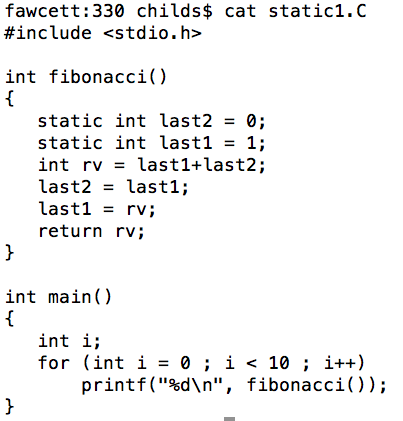 fawcett:330 childs$ cat static1.C
#include <stdio.h>

int fibonacci()
{
   static int last2 = 0;
   static int last1 = 1;
   int rv = last1+last2;
   last2 = last1;
   last1 = rv;
   return rv;
}

int main()
{
   int i;
   for (int i = 0 ; i < 10 ; i++)
       printf("%d\n", fibonacci());
}